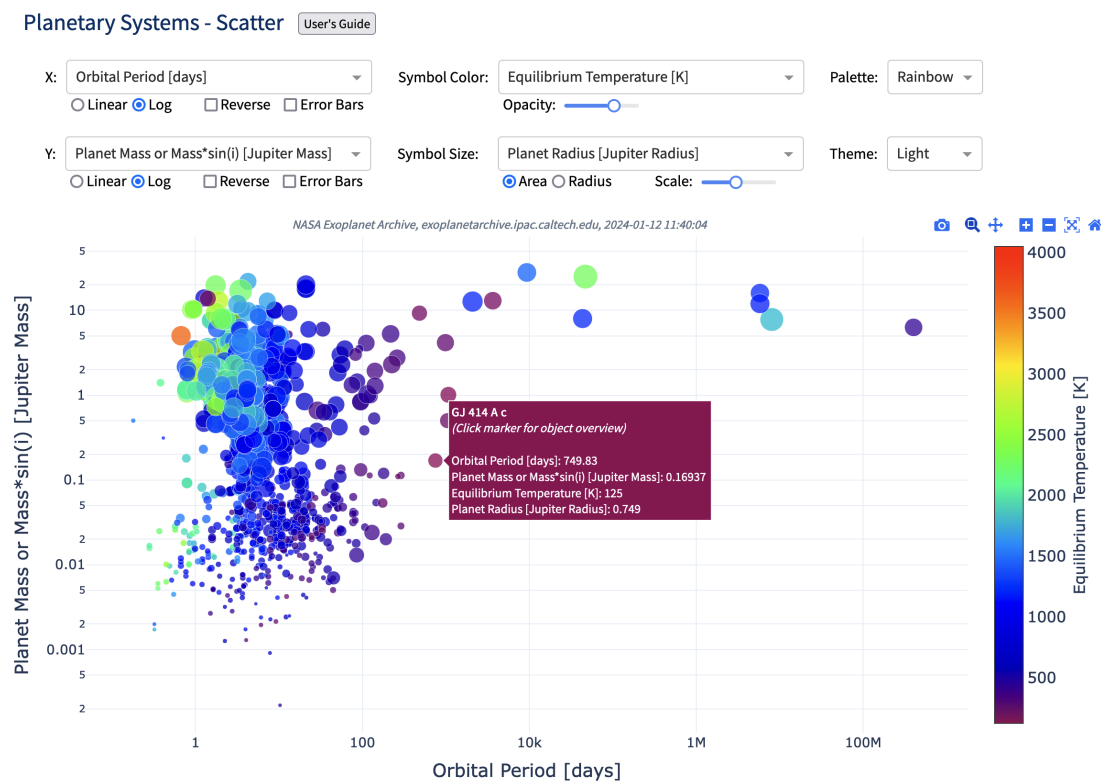 Planetary Systems - Scatter User's Guide
X: Orbital Period [days] Symbol Color: Equilibrium Temperature [K] Palette: Rainbow
Linear Log Reverse Error Bars Opacity:
Y: Planet Mass or Mass*sin(i) [Jupiter Mass] Symbol Size: Planet Radius [Jupiter Radius] Theme: Light
Linear Log Reverse Error Bars Area Radius Scale:
NASA Exoplanet Archive, exoplanetarchive.ipac.caltech.edu, 2024-01-12 11:40:04
Planet Mass or Mass*sin(i) [Jupiter Mass]
5
2
10
5
2
1
5
2
0.1
5
2
0.01
5
2
0.001
5
2
GJ 414 A c
(Click marker for object overview)
Orbital Period [days]: 749.83
Planet Mass or Mass*sin(i) [Jupiter Mass]: 0.16937
Equilibrium Temperature [K]: 125
Planet Radius [Jupiter Radius]: 0.749
4000
3500
3000
2500
2000
1500
1000
500
Equilibrium Temperature [K]
1 100 10k 1M 100M
Orbital Period [days]